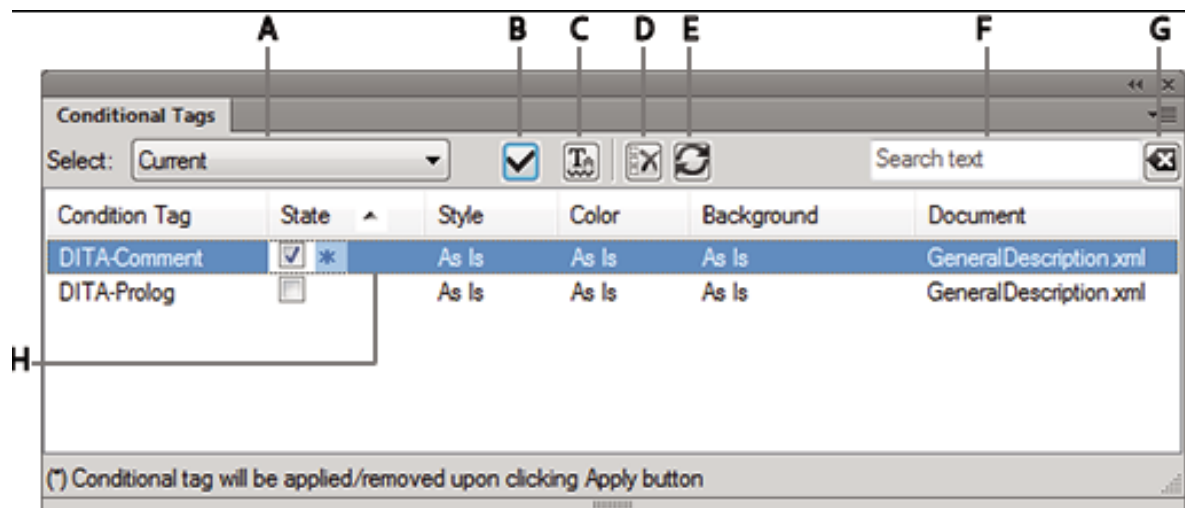 A B C D E F G
Conditional Tags
Select: Current Search text
Condition Tag State Style Color Background Document
DITA-Comment * As Is As Is As Is GeneralDescription.xml
DITA-Prolog As Is As Is As Is GeneralDescription.xml
H
(*) Conditional tag will be applied/removed upon clicking Apply button